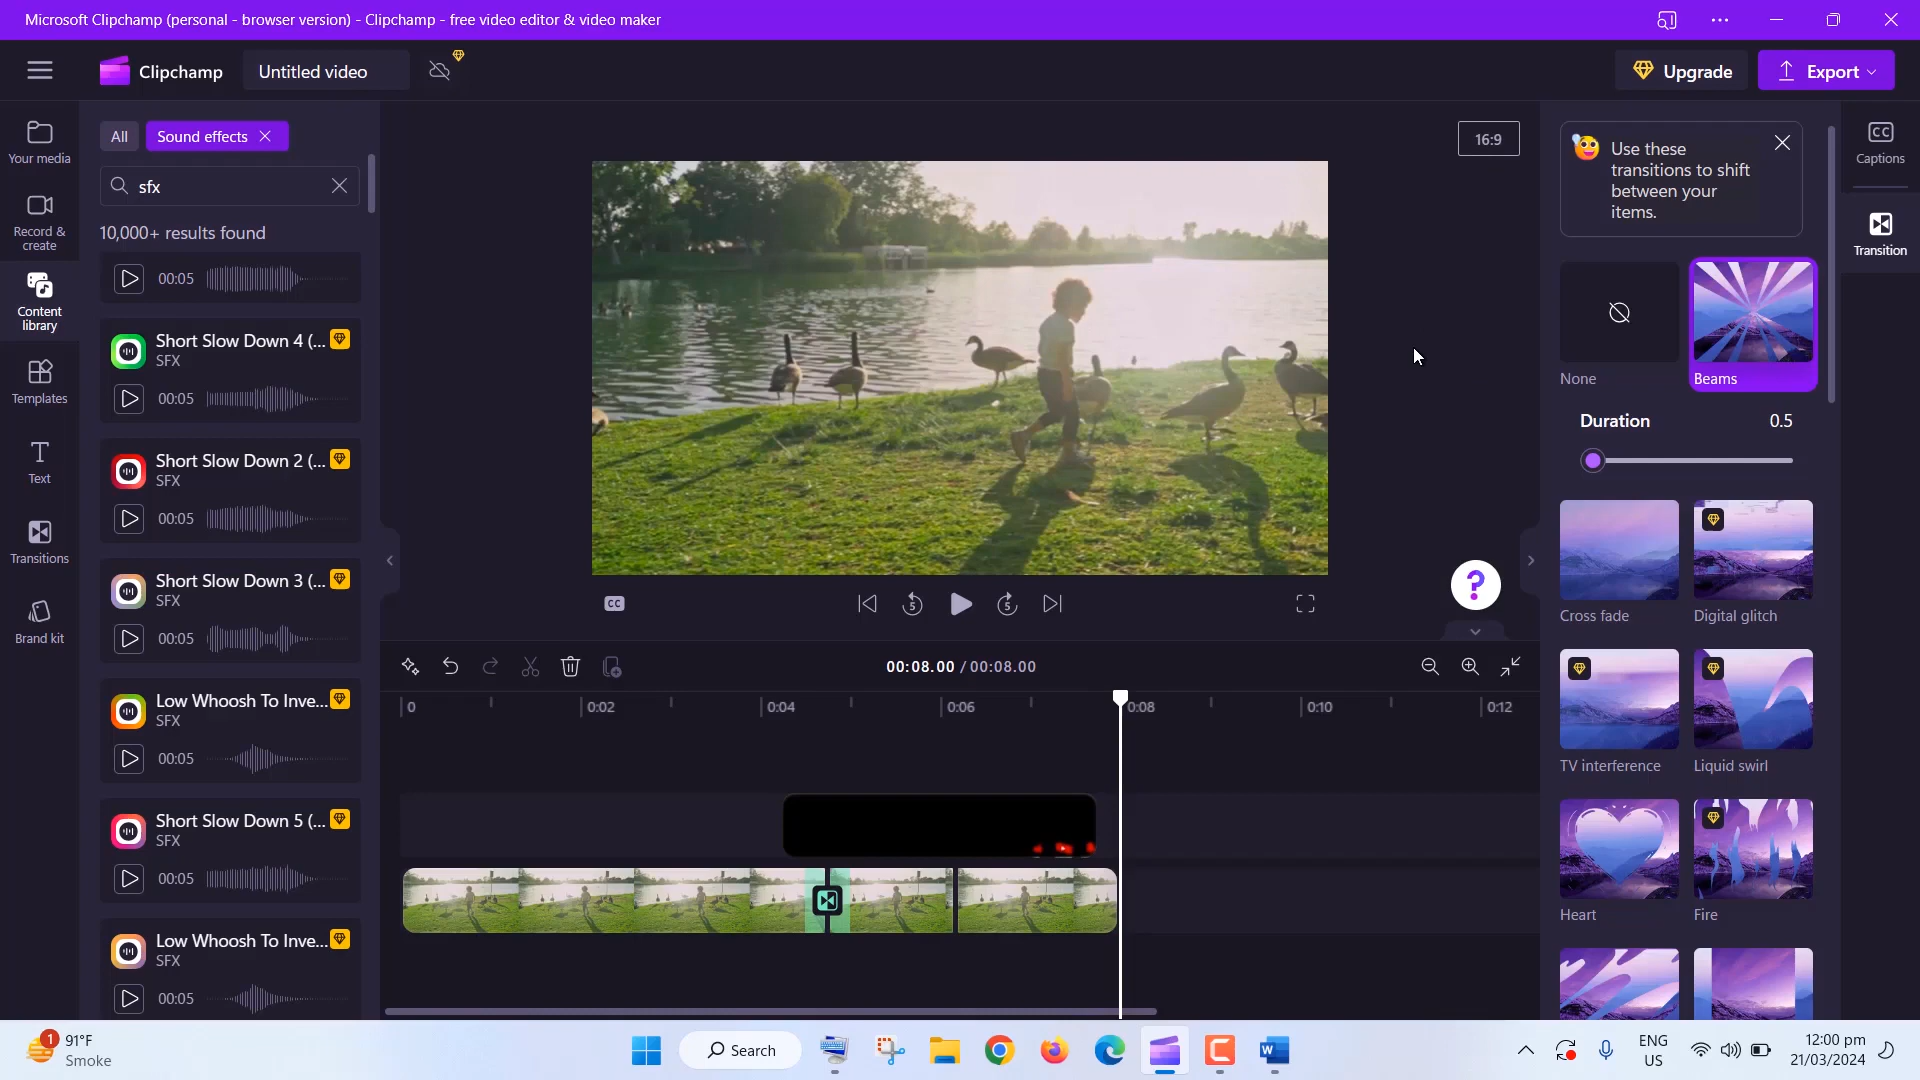 Microsoft Clipchamp (personal - browser version) - Clipchamp - free video editor & video maker
Clipchamp
Untitled video
Upgrade
Export
Your media
Record &
create
Content
library
Templates
Text
Transitions
Brand kit
All
Sound effects
sfx
10,000+ results found
00:05
Short Slow Down 4 (...
SFX
00:05
Short Slow Down 2 (...
SFX
00:05
Short Slow Down 3 (...
SFX
00:05
Low Whoosh To Inve...
SFX
00:05
Short Slow Down 5 (...
SFX
00:05
Low Whoosh To Inve...
SFX
00:05
16:9
CC
5
5
?
00:08.00 / 00:08.00
0
0:02
0:04
0:06
0:08
0:10
0:12
Use these
transitions to shift
between your
items.
None
Beams
Duration
0.5
Cross fade
Digital glitch
TV interference
Liquid swirl
Heart
Fire
CC
Captions
Transition
1
91°F
Smoke
Search
ENG
US
12:00 pm
21/03/2024